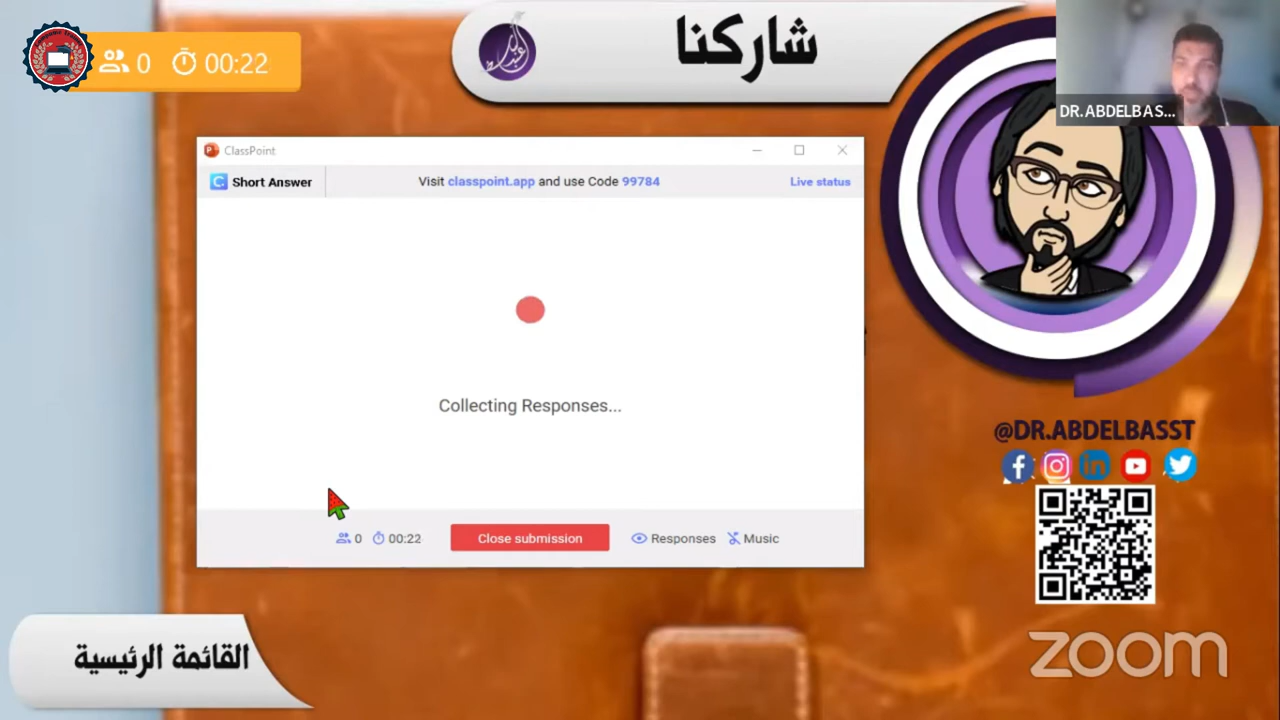 0 00:22
شاركنا
DR.ABDELBAS...
ClassPoint
Short Answer
Visit classpoint.app and use Code 99784
Live status
Collecting Responses...
0 00:22
Close submission
Responses
Music
@DR.ABDELBASST
القائمة الرئيسية
zoom